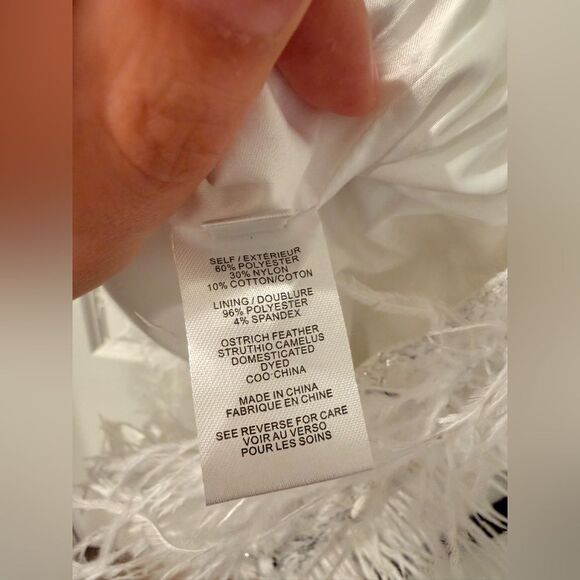 SELF / EXTÉRIEUR
60% POLYESTER
30% NYLON
10% COTTON/COTON
LINING / DOUBLURE
96% POLYESTER
4% SPANDEX
OSTRICH FEATHER
STRUTHIO CAMELUS
DOMESTICATED
DYED
COO-CHINA
MADE IN CHINA
FABRIQUE EN CHINE
SEE REVERSE FOR CARE
VOIR AU VERSO
POUR LES SOINS